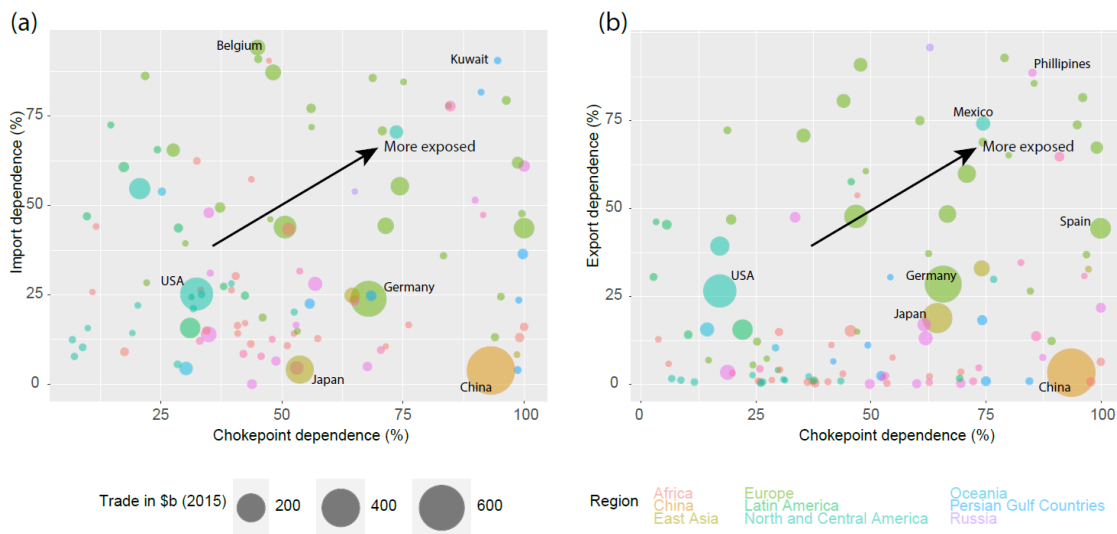 (a)
Import dependence (%)
75
50
25
0
Belgium
Kuwait
More exposed
USA
Germany
Japan
China
25
50
75
100
Chokepoint dependence (%)
(b)
Export dependence (%)
100
75
50
25
0
Phillipines
Mexico
More exposed
Spain
USA
Germany
Japan
China
0
25
50
75
100
Chokepoint dependence (%)
Trade in $b (2015)
200
400
600
Region
Africa
China
East Asia
Europe
Latin America
North and Central America
Oceania
Persian Gulf Countries
Russia